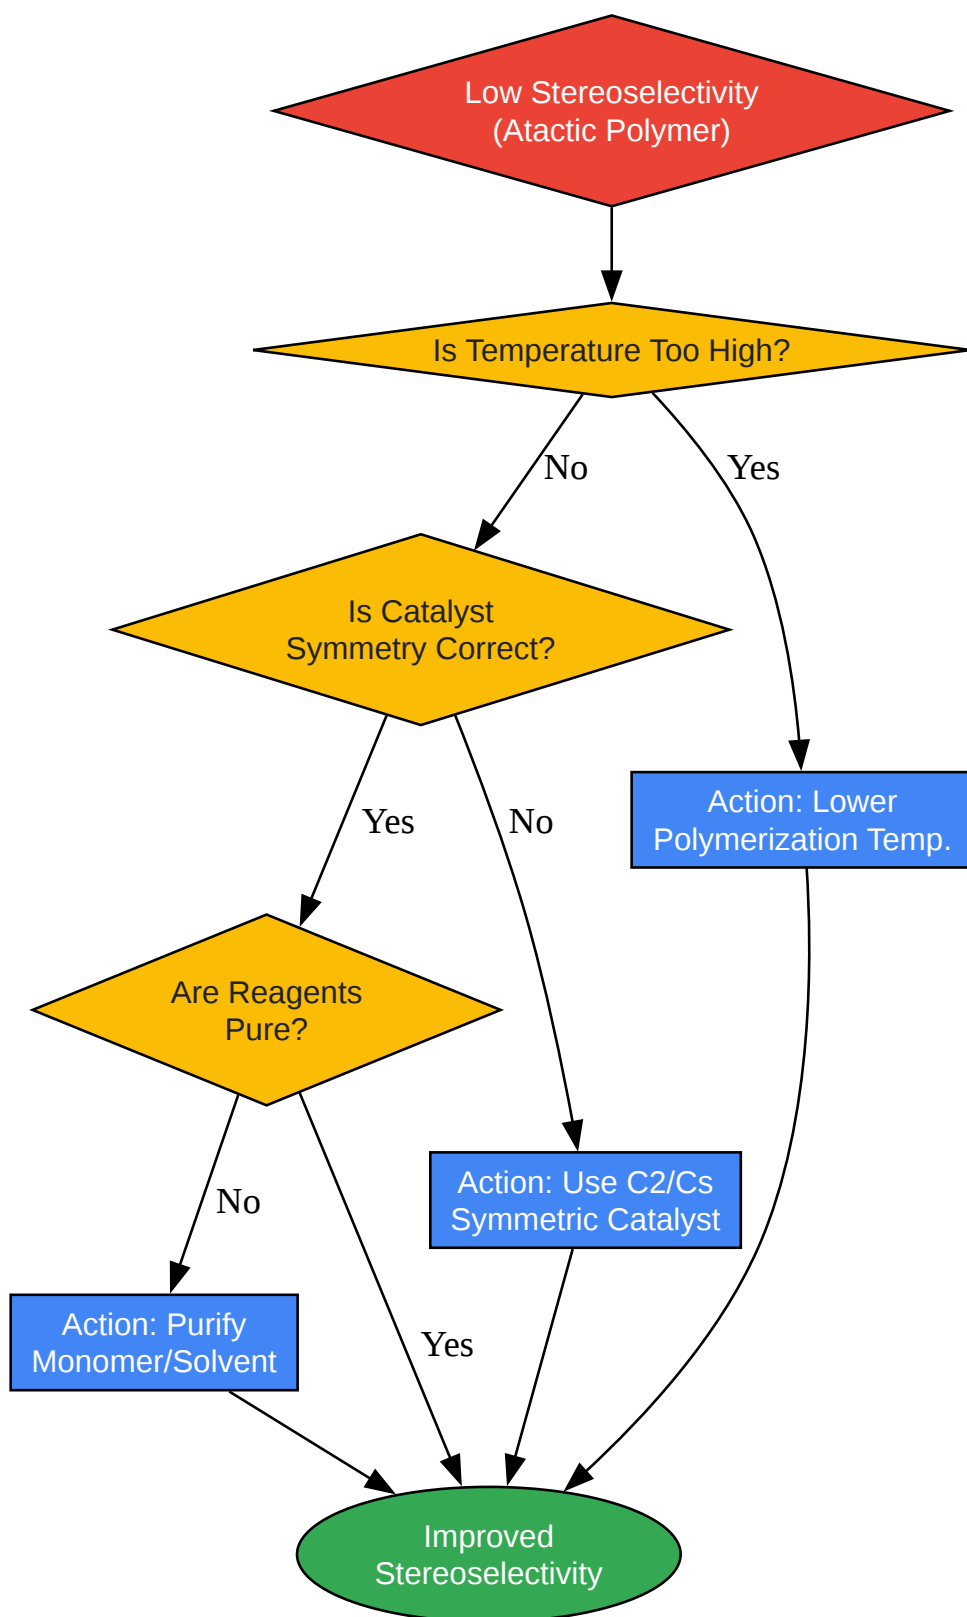 Low Stereoselectivity
(Atactic Polymer)
Is Temperature Too High?
No
Yes
Is Catalyst
Symmetry Correct?
Action: Lower
Polymerization Temp.
Yes
No
Are Reagents
Pure?
Action: Use C2/Cs
Symmetric Catalyst
No
Action: Purify
Monomer/Solvent
Yes
Improved
Stereoselectivity